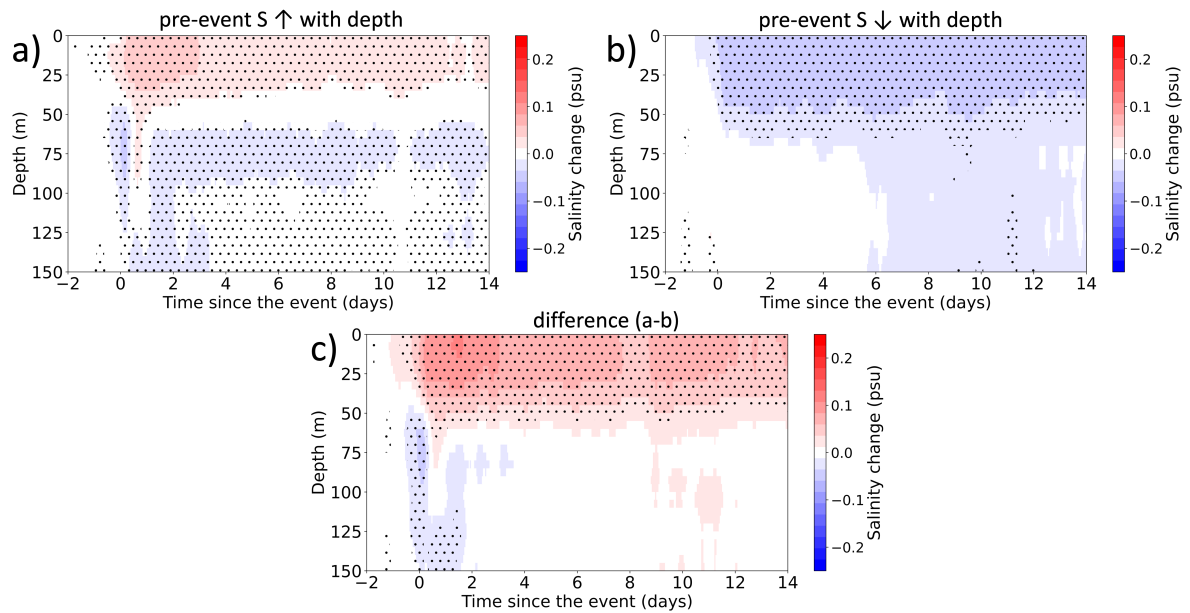 pre-event S ↑ with depth
a)
0
25
50
75
100
125
150
Depth (m)
−2 0 2 4 6 8 10 12 14
Time since the event (days)
0.2
0.1
0.0
−0.1
−0.2
Salinity change (psu)
pre-event S ↓ with depth
b)
0
25
50
75
100
125
150
Depth (m)
−2 0 2 4 6 8 10 12 14
Time since the event (days)
0.2
0.1
0.0
−0.1
−0.2
Salinity change (psu)
difference (a-b)
c)
0
25
50
75
100
125
150
Depth (m)
−2 0 2 4 6 8 10 12 14
Time since the event (days)
0.2
0.1
0.0
−0.1
−0.2
Salinity change (psu)